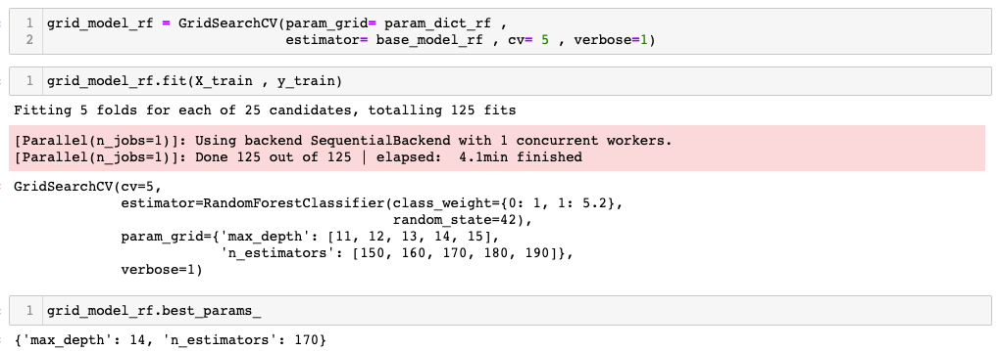 1 grid_model_rf = GridSearchCV(param_grid= param_dict_rf ,
2 estimator= base_model_rf , cv= 5 , verbose=1)
1 grid_model_rf.fit(X_train , y_train)
Fitting 5 folds for each of 25 candidates, totalling 125 fits
[Parallel(n_jobs=1)]: Using backend SequentialBackend with 1 concurrent workers.
[Parallel(n_jobs=1)]: Done 125 out of 125 | elapsed: 4.1min finished
GridSearchCV(cv=5,
estimator=RandomForestClassifier(class_weight={0: 1, 1: 5.2},
random_state=42),
param_grid={'max_depth': [11, 12, 13, 14, 15],
'n_estimators': [150, 160, 170, 180, 190]},
verbose=1)
1 grid_model_rf.best_params_
{'max_depth': 14, 'n_estimators': 170}